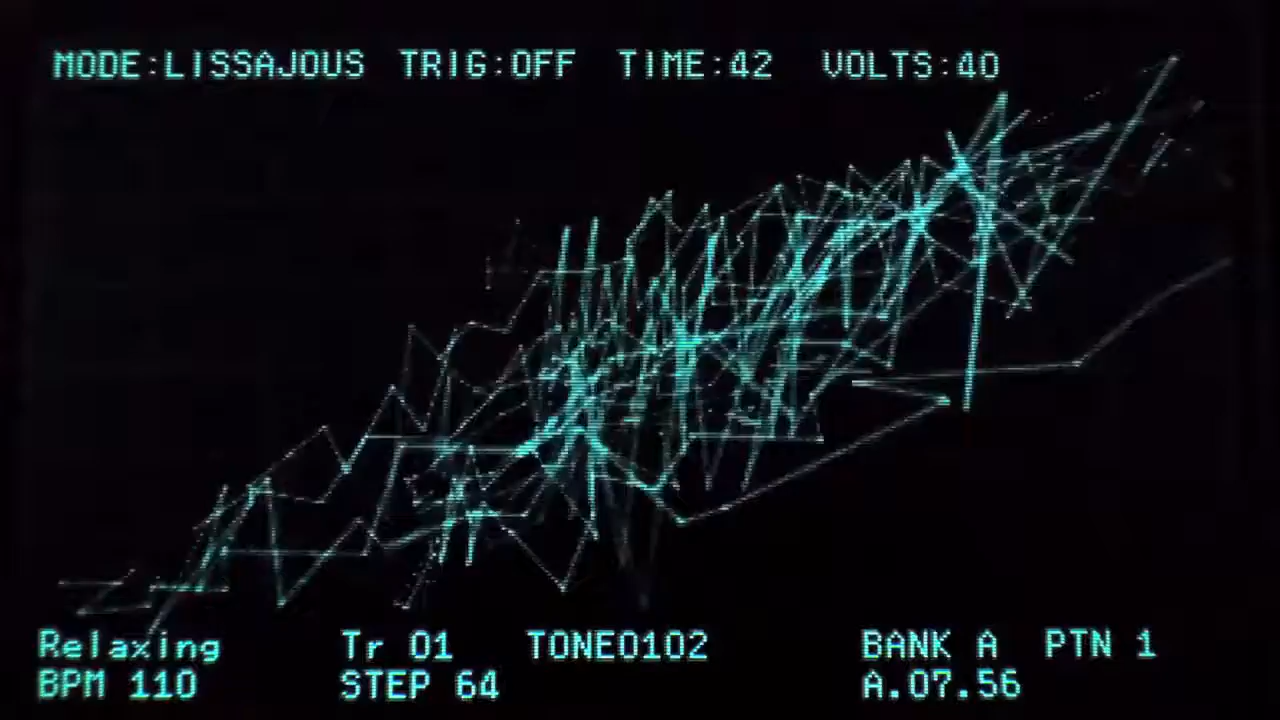 MODE:LISSAJOUS TRIG:OFF TIME:42 VOLTS:40
Relaxing Tr 01 TONE0102 BANK A PTN 1
BPM 110 STEP 64 A.07.56